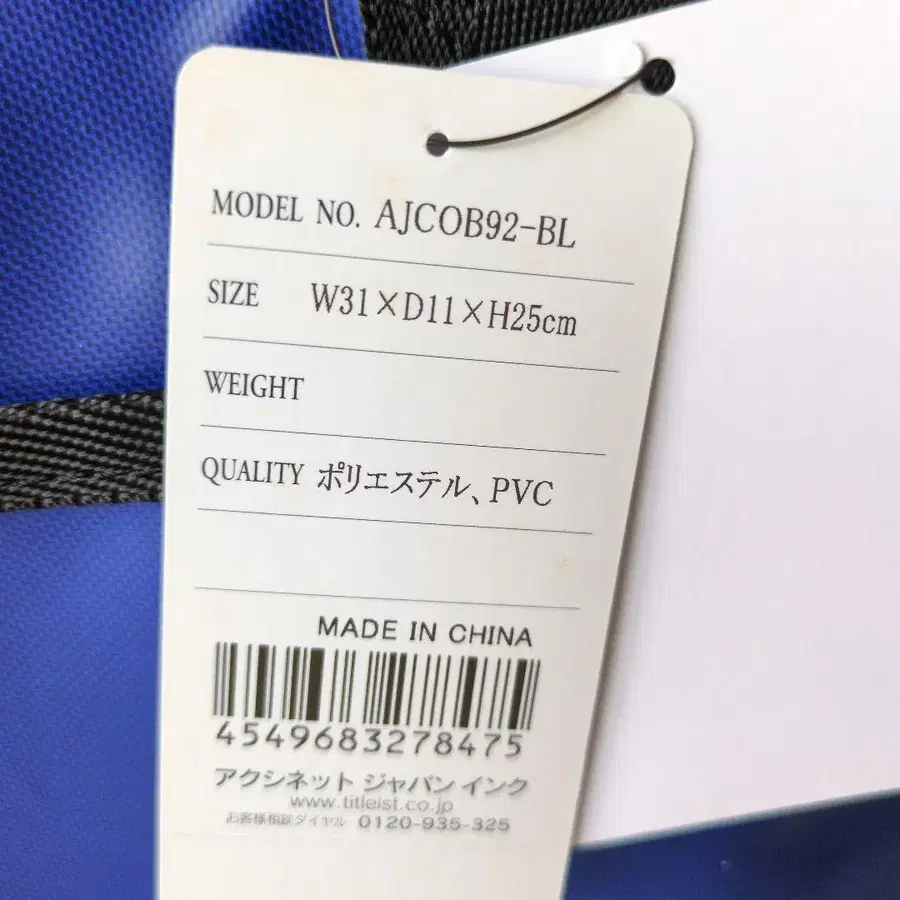 MODEL NO. AJCOB92-BL
SIZE W31×D11×H25cm
WEIGHT
QUALITY ポリエステル、PVC
MADE IN CHINA
4549683278475
アクシネット ジャパン インク
www.titleist.co.jp
お客様相談ダイヤル 0120-935-325